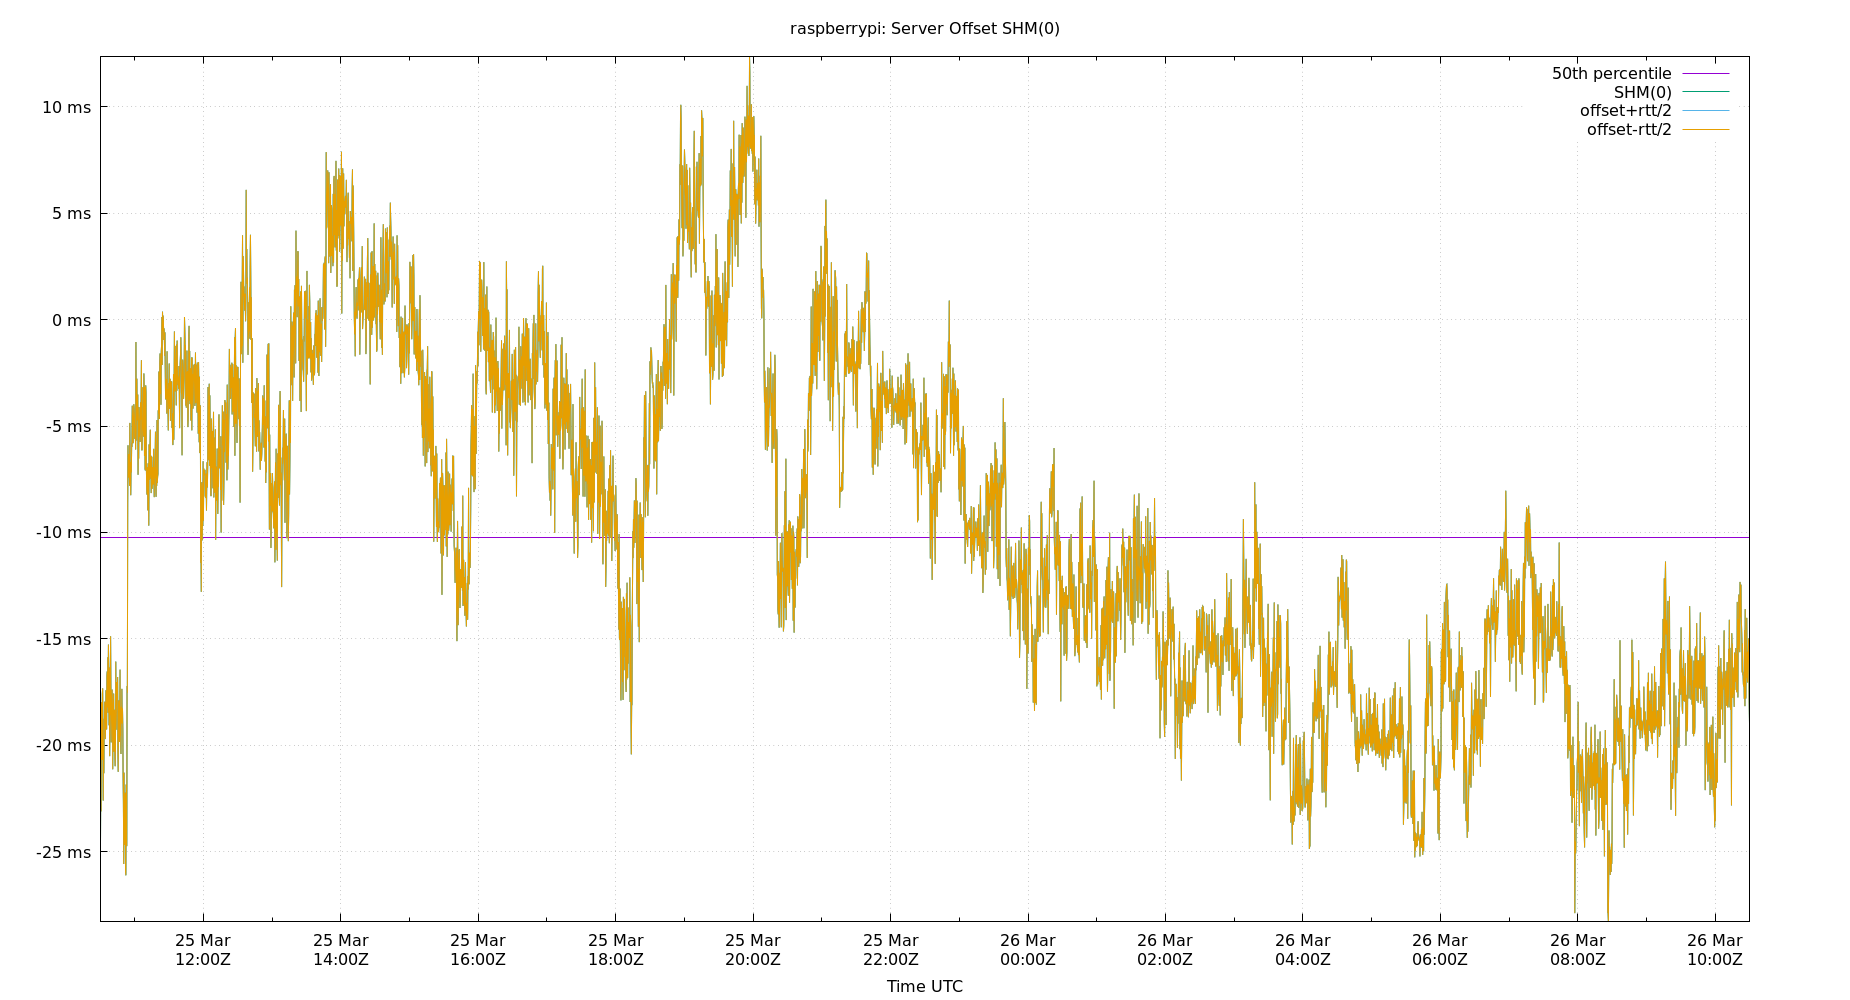 raspberrypi: Server Offset SHM(0)
50th percentile
SHM(0)
offset+rtt/2
offset-rtt/2
10 ms
5 ms
0 ms
-5 ms
-10 ms
-15 ms
-20 ms
-25 ms
25 Mar 25 Mar 25 Mar 25 Mar 25 Mar 25 Mar 26 Mar 26 Mar 26 Mar 26 Mar 26 Mar 26 Mar
12:00Z 14:00Z 16:00Z 18:00Z 20:00Z 22:00Z 00:00Z 02:00Z 04:00Z 06:00Z 08:00Z 10:00Z
Time UTC